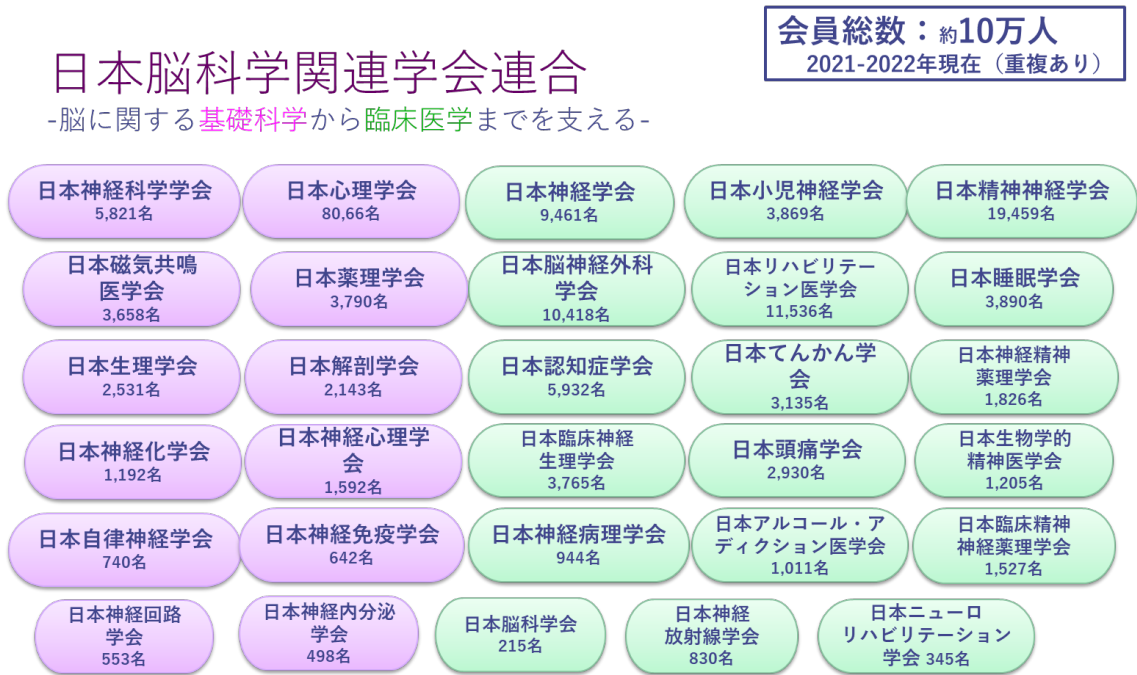 会員総数：約10万人
2021-2022年現在（重複あり）
日本脳科学関連学会連合
-脳に関する基礎科学から臨床医学までを支える-
日本神経科学学会
5,821名
日本心理学会
80,66名
日本神経学会
9,461名
日本小児神経学会
3,869名
日本精神神経学会
19,459名
日本磁気共鳴
医学会
3,658名
日本薬理学会
3,790名
日本脳神経外科
学会
10,418名
日本リハビリテー
ション医学会
11,536名
日本睡眠学会
3,890名
日本生理学会
2,531名
日本解剖学会
2,143名
日本認知症学会
5,932名
日本てんかん学
会
3,135名
日本神経精神
薬理学会
1,826名
日本神経化学会
1,192名
日本神経心理学
会
1,592名
日本臨床神経
生理学会
3,765名
日本頭痛学会
2,930名
日本生物学的
精神医学会
1,205名
日本自律神経学会
740名
日本神経免疫学会
642名
日本神経病理学会
944名
日本アルコール・ア
ディクション医学会
1,011名
日本臨床精神
神経薬理学会
1,527名
日本神経回路
学会
553名
日本神経内分泌
学会
498名
日本脳科学会
215名
日本神経
放射線学会
830名
日本ニューロ
リハビリテーション
学会 345名